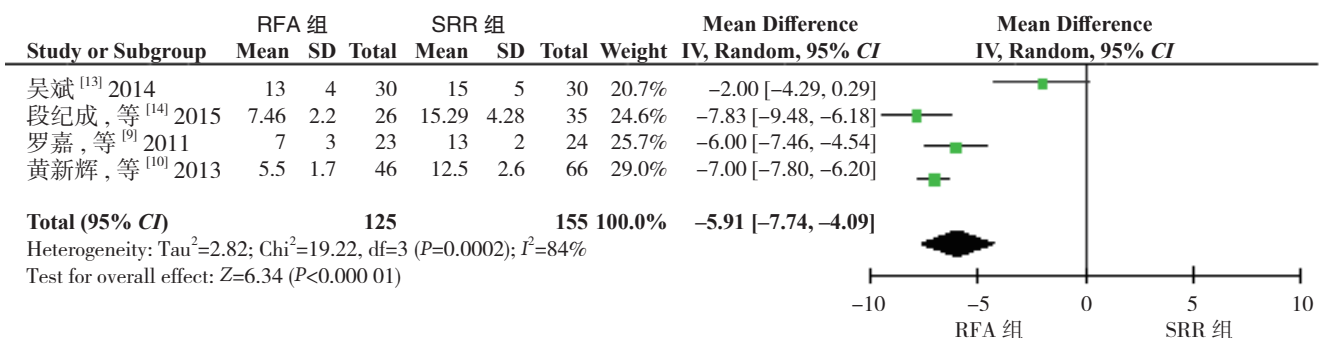 RFA 组 SRR 组 Mean Difference Mean Difference
Study or Subgroup Mean SD Total Mean SD Total Weight IV, Random, 95% CI IV, Random, 95% CI
吴斌 [13] 2014 13 4 30 15 5 30 20.7% −2.00 [−4.29, 0.29]
段纪成 , 等 [14] 2015 7.46 2.2 26 15.29 4.28 35 24.6% −7.83 [−9.48, −6.18]
罗嘉 , 等 [9] 2011 7 3 23 13 2 24 25.7% −6.00 [−7.46, −4.54]
黄新辉 , 等 [10] 2013 5.5 1.7 46 12.5 2.6 66 29.0% −7.00 [−7.80, −6.20]
Total (95% CI) 125 155 100.0% −5.91 [−7.74, −4.09]
Heterogeneity: Tau²=2.82; Chi²=19.22, df=3 (P=0.0002); I²=84%
Test for overall effect: Z=6.34 (P<0.000 01)
−10 −5 0 5 10
RFA 组 SRR 组